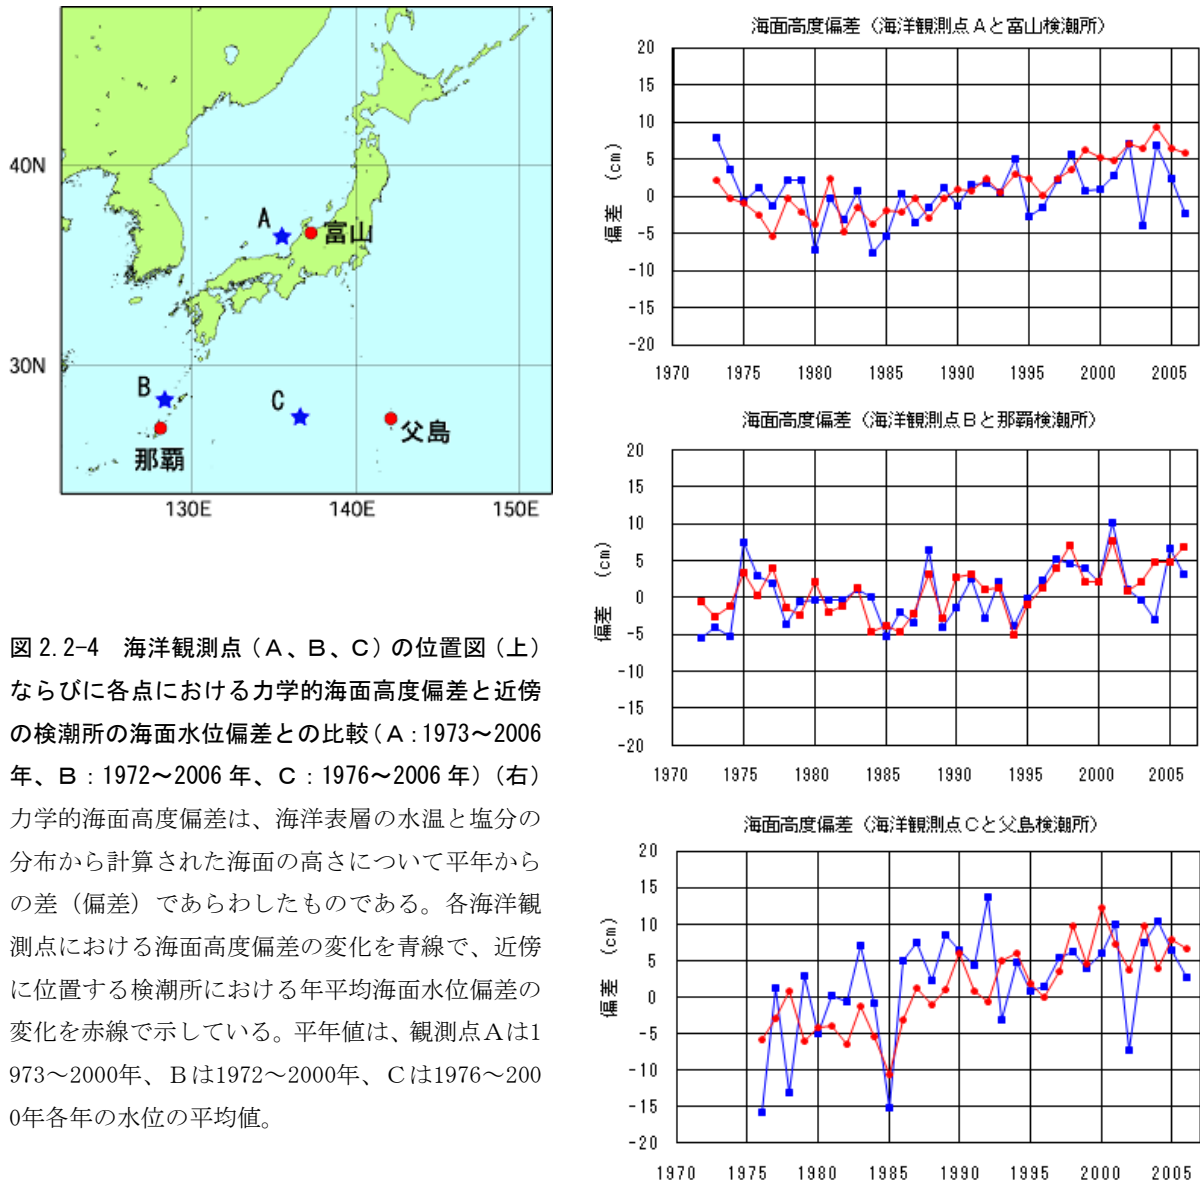 40N
30N
130E
140E
150E
A
富山
B
那覇
C
父島
図 2.2-4 海洋観測点（A、B、C）の位置図（上）
ならびに各点における力学的海面高度偏差と近傍
の検潮所の海面水位偏差との比較（A：1973～2006
年、B：1972～2006 年、C：1976～2006 年）（右）
力学的海面高度偏差は、海洋表層の水温と塩分の
分布から計算された海面の高さについて平年から
の差（偏差）であらわしたものである。各海洋観
測点における海面高度偏差の変化を青線で、近傍
に位置する検潮所における年平均海面水位偏差の
変化を赤線で示している。平年値は、観測点Aは1
973～2000年、Bは1972～2000年、Cは1976～200
0年各年の水位の平均値。
海面高度偏差（海洋観測点Aと富山検潮所）
偏差 (cm)
20
15
10
5
0
-5
-10
-15
-20
1970 1975 1980 1985 1990 1995 2000 2005
海面高度偏差（海洋観測点Bと那覇検潮所）
偏差 (cm)
20
15
10
5
0
-5
-10
-15
-20
1970 1975 1980 1985 1990 1995 2000 2005
海面高度偏差（海洋観測点Cと父島検潮所）
偏差 (cm)
20
15
10
5
0
-5
-10
-15
-20
1970 1975 1980 1985 1990 1995 2000 2005